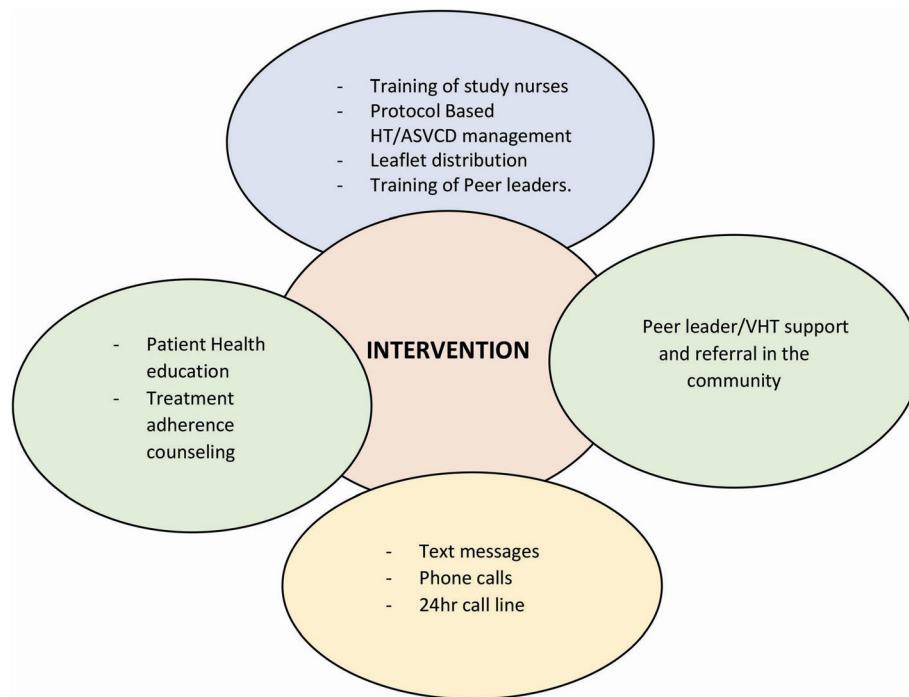 - Training of study nurses
- Protocol Based
HT/ASVCD management
- Leaflet distribution
- Training of Peer leaders.
INTERVENTION
- Patient Health
education
- Treatment
adherence
counseling
Peer leader/VHT support
and referral in the
community
- Text messages
- Phone calls
- 24hr call line